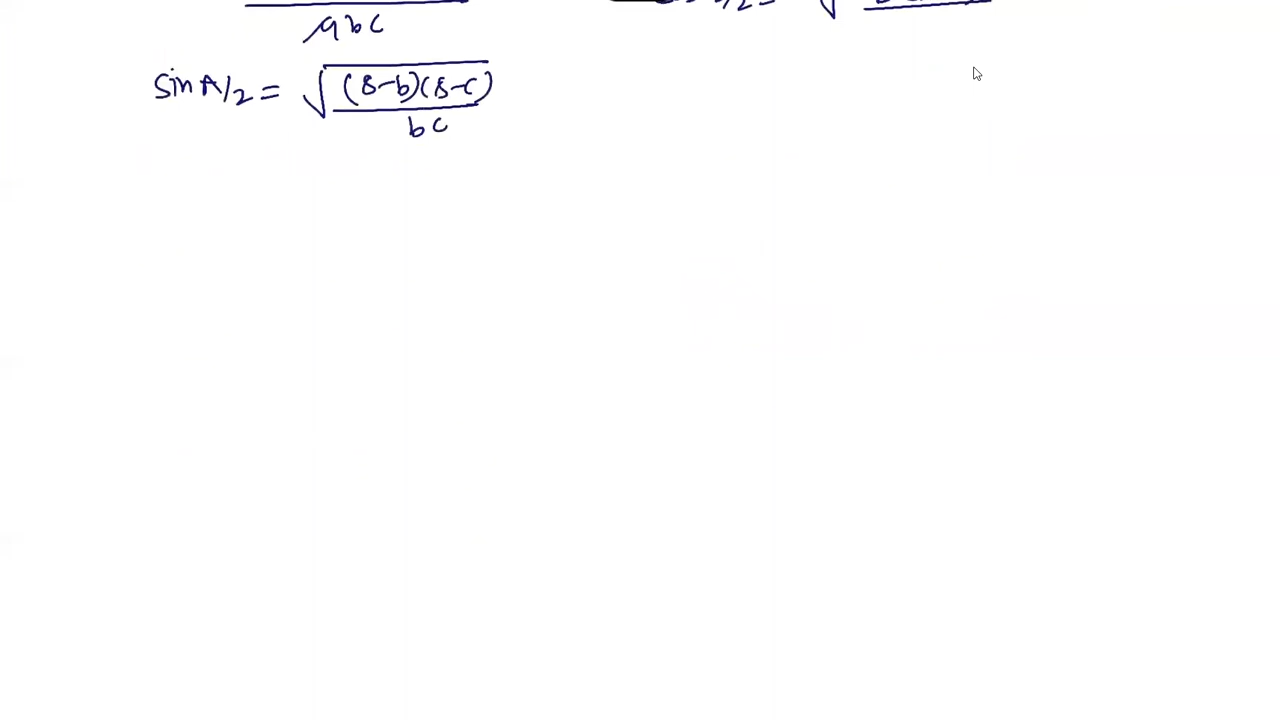 abc
sin A/2 = √((s-b)(s-c)/bc)